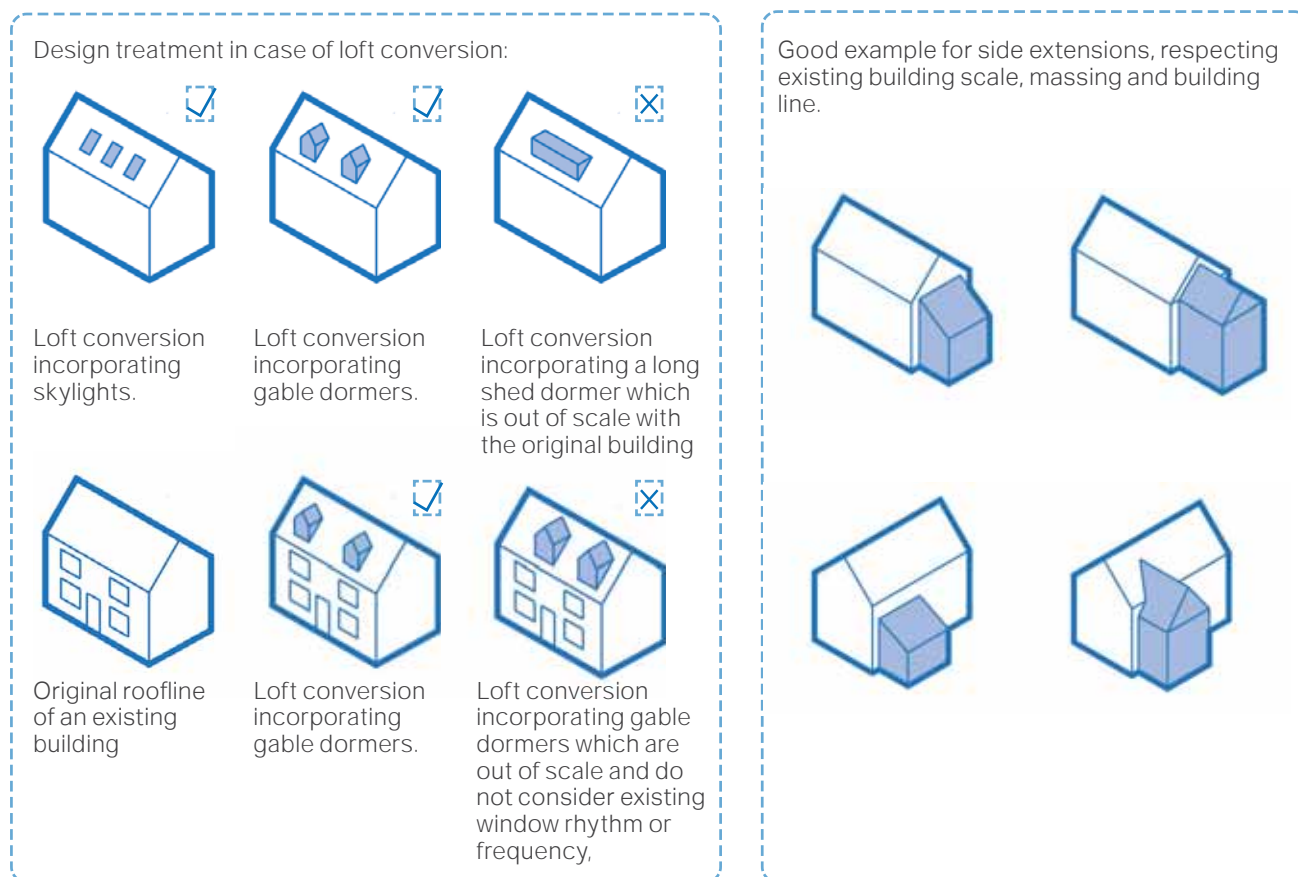 Design treatment in case of loft conversion:
Loft conversion
incorporating
skylights.
Loft conversion
incorporating
gable dormers.
Loft conversion
incorporating a long
shed dormer which
is out of scale with
the original building
Original roofline
of an existing
building
Loft conversion
incorporating
gable dormers.
Loft conversion
incorporating gable
dormers which are
out of scale and do
not consider existing
window rhythm or
frequency,
Good example for side extensions, respecting
existing building scale, massing and building
line.